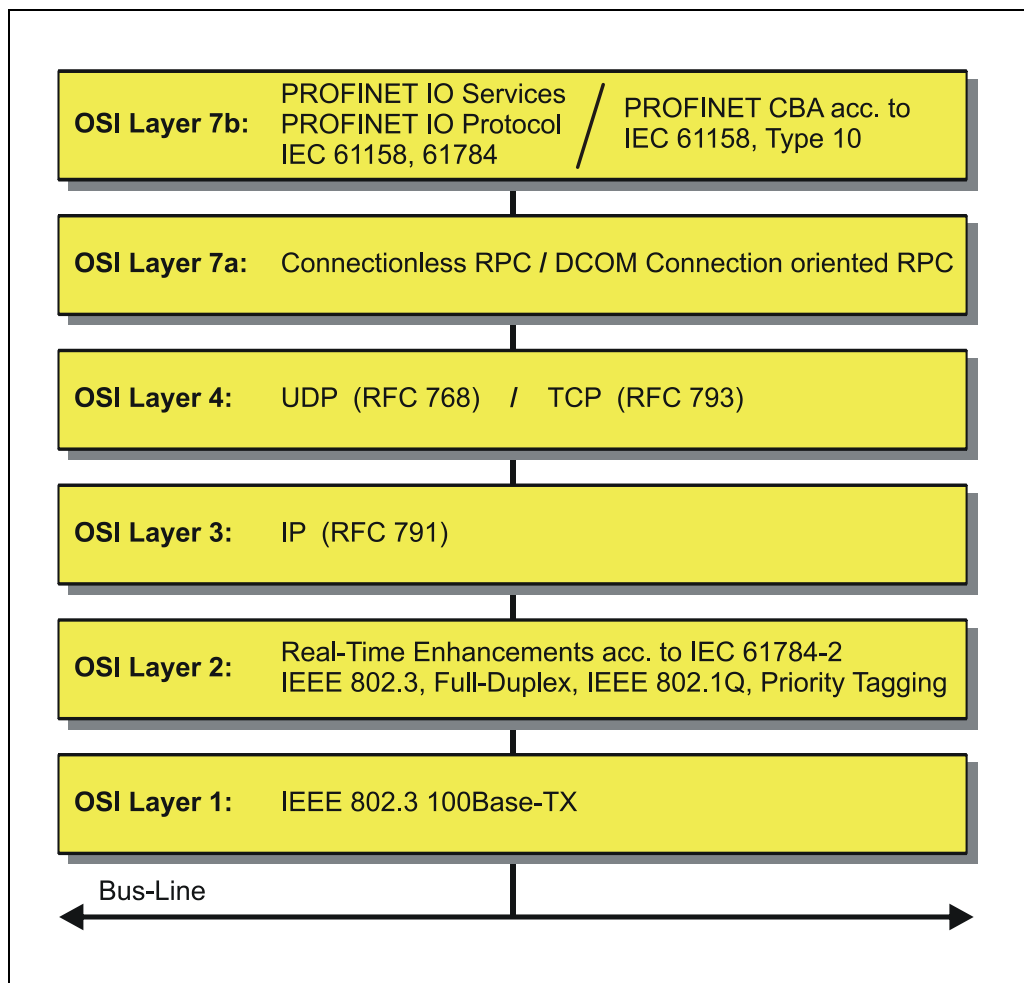 OSI Layer 7b:
PROFINET IO Services
PROFINET IO Protocol
IEC 61158, 61784
/
PROFINET CBA acc. to
IEC 61158, Type 10
OSI Layer 7a: Connectionless RPC / DCOM Connection oriented RPC
OSI Layer 4: UDP (RFC 768) / TCP (RFC 793)
OSI Layer 3: IP (RFC 791)
OSI Layer 2:
Real-Time Enhancements acc. to IEC 61784-2
IEEE 802.3, Full-Duplex, IEEE 802.1Q, Priority Tagging
OSI Layer 1: IEEE 802.3 100Base-TX
Bus-Line